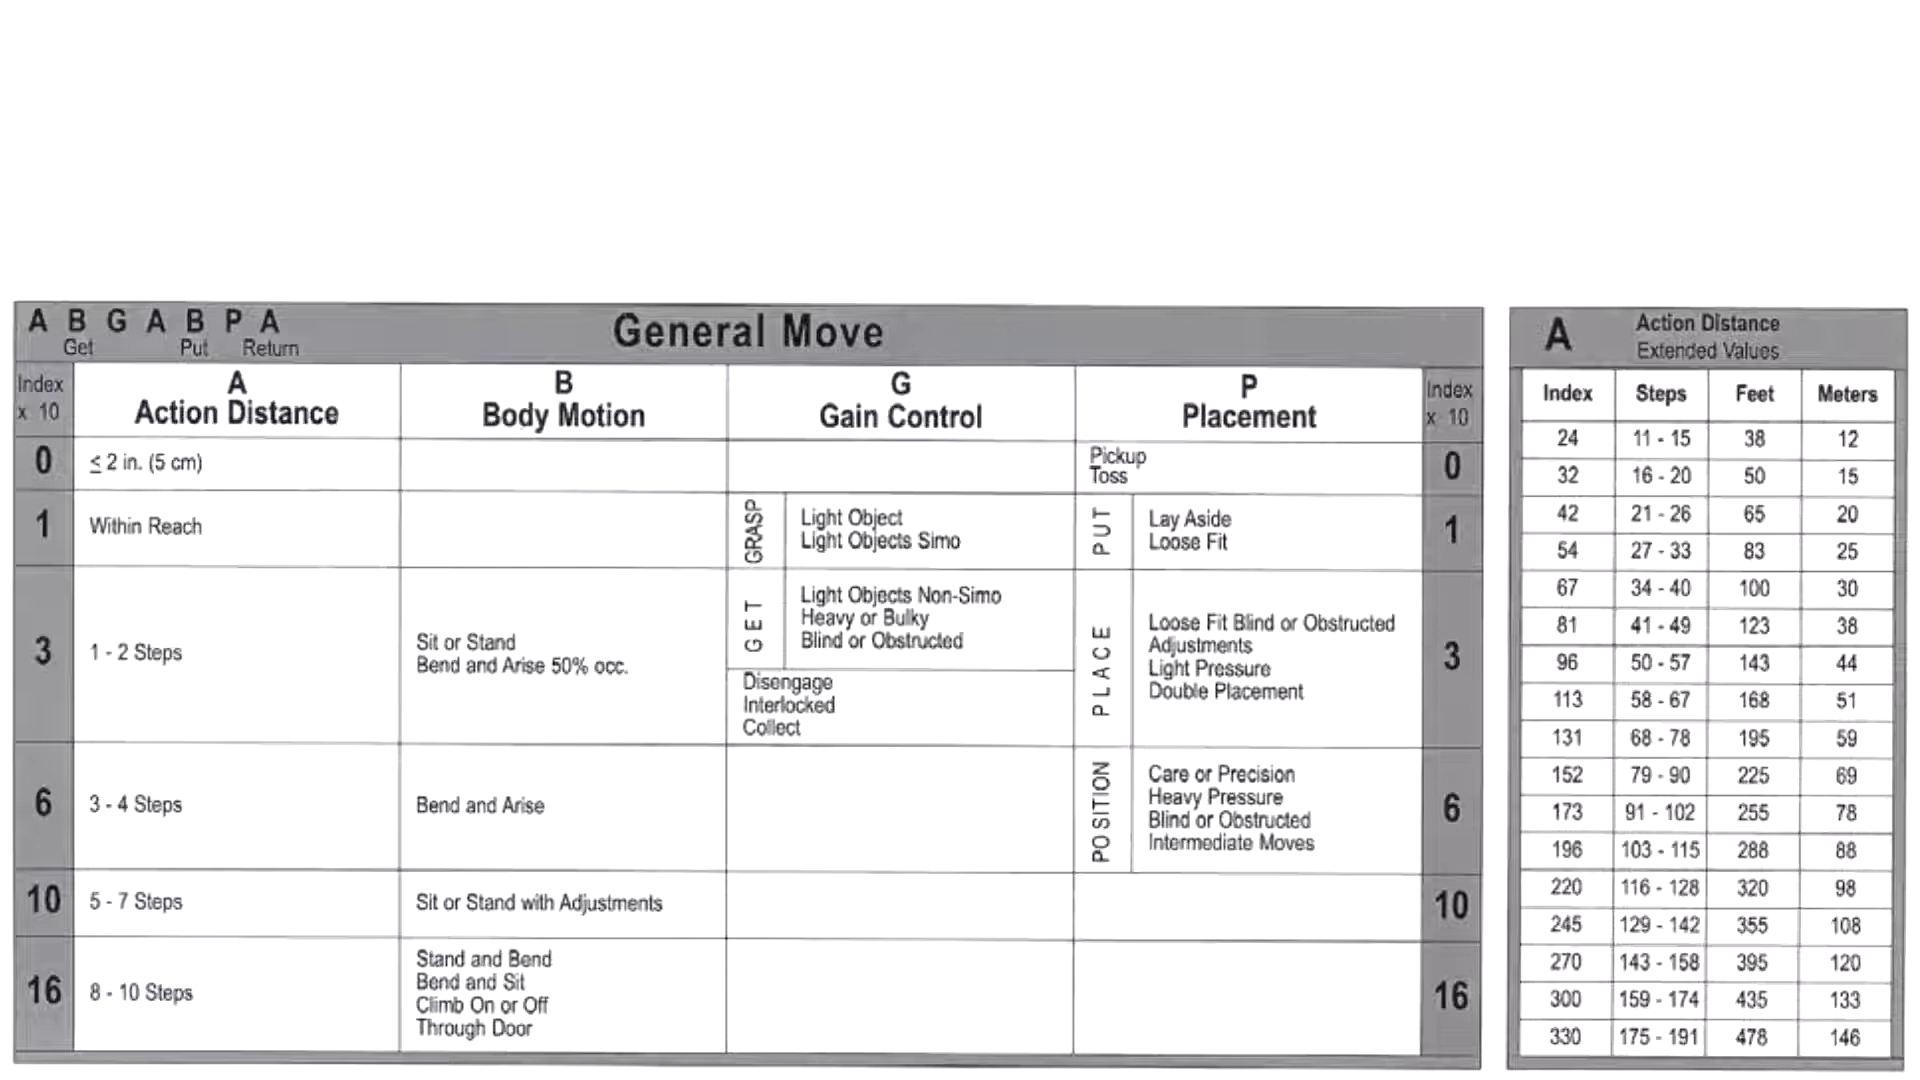 A B G A B P A
Get Put Return
General Move
Index x 10
A
Action Distance
B
Body Motion
G
Gain Control
P
Placement
Index x 10
0
≤ 2 in. (5 cm)
Pickup
Toss
0
1
Within Reach
GRASP
Light Object
Light Objects Simo
PUT
Lay Aside
Loose Fit
1
3
1 - 2 Steps
Sit or Stand
Bend and Arise 50% occ.
GET
Light Objects Non-Simo
Heavy or Bulky
Blind or Obstructed
Disengage
Interlocked
Collect
PLACE
Loose Fit Blind or Obstructed
Adjustments
Light Pressure
Double Placement
3
6
3 - 4 Steps
Bend and Arise
POSITION
Care or Precision
Heavy Pressure
Blind or Obstructed
Intermediate Moves
6
10
5 - 7 Steps
Sit or Stand with Adjustments
10
16
8 - 10 Steps
Stand and Bend
Bend and Sit
Climb On or Off
Through Door
16
A
Action Distance
Extended Values
Index Steps Feet Meters
24 11 - 15 38 12
32 16 - 20 50 15
42 21 - 26 65 20
54 27 - 33 83 25
67 34 - 40 100 30
81 41 - 49 123 38
96 50 - 57 143 44
113 58 - 67 168 51
131 68 - 78 195 59
152 79 - 90 225 69
173 91 - 102 255 78
196 103 - 115 288 88
220 116 - 128 320 98
245 129 - 142 355 108
270 143 - 158 395 120
300 159 - 174 435 133
330 175 - 191 478 146